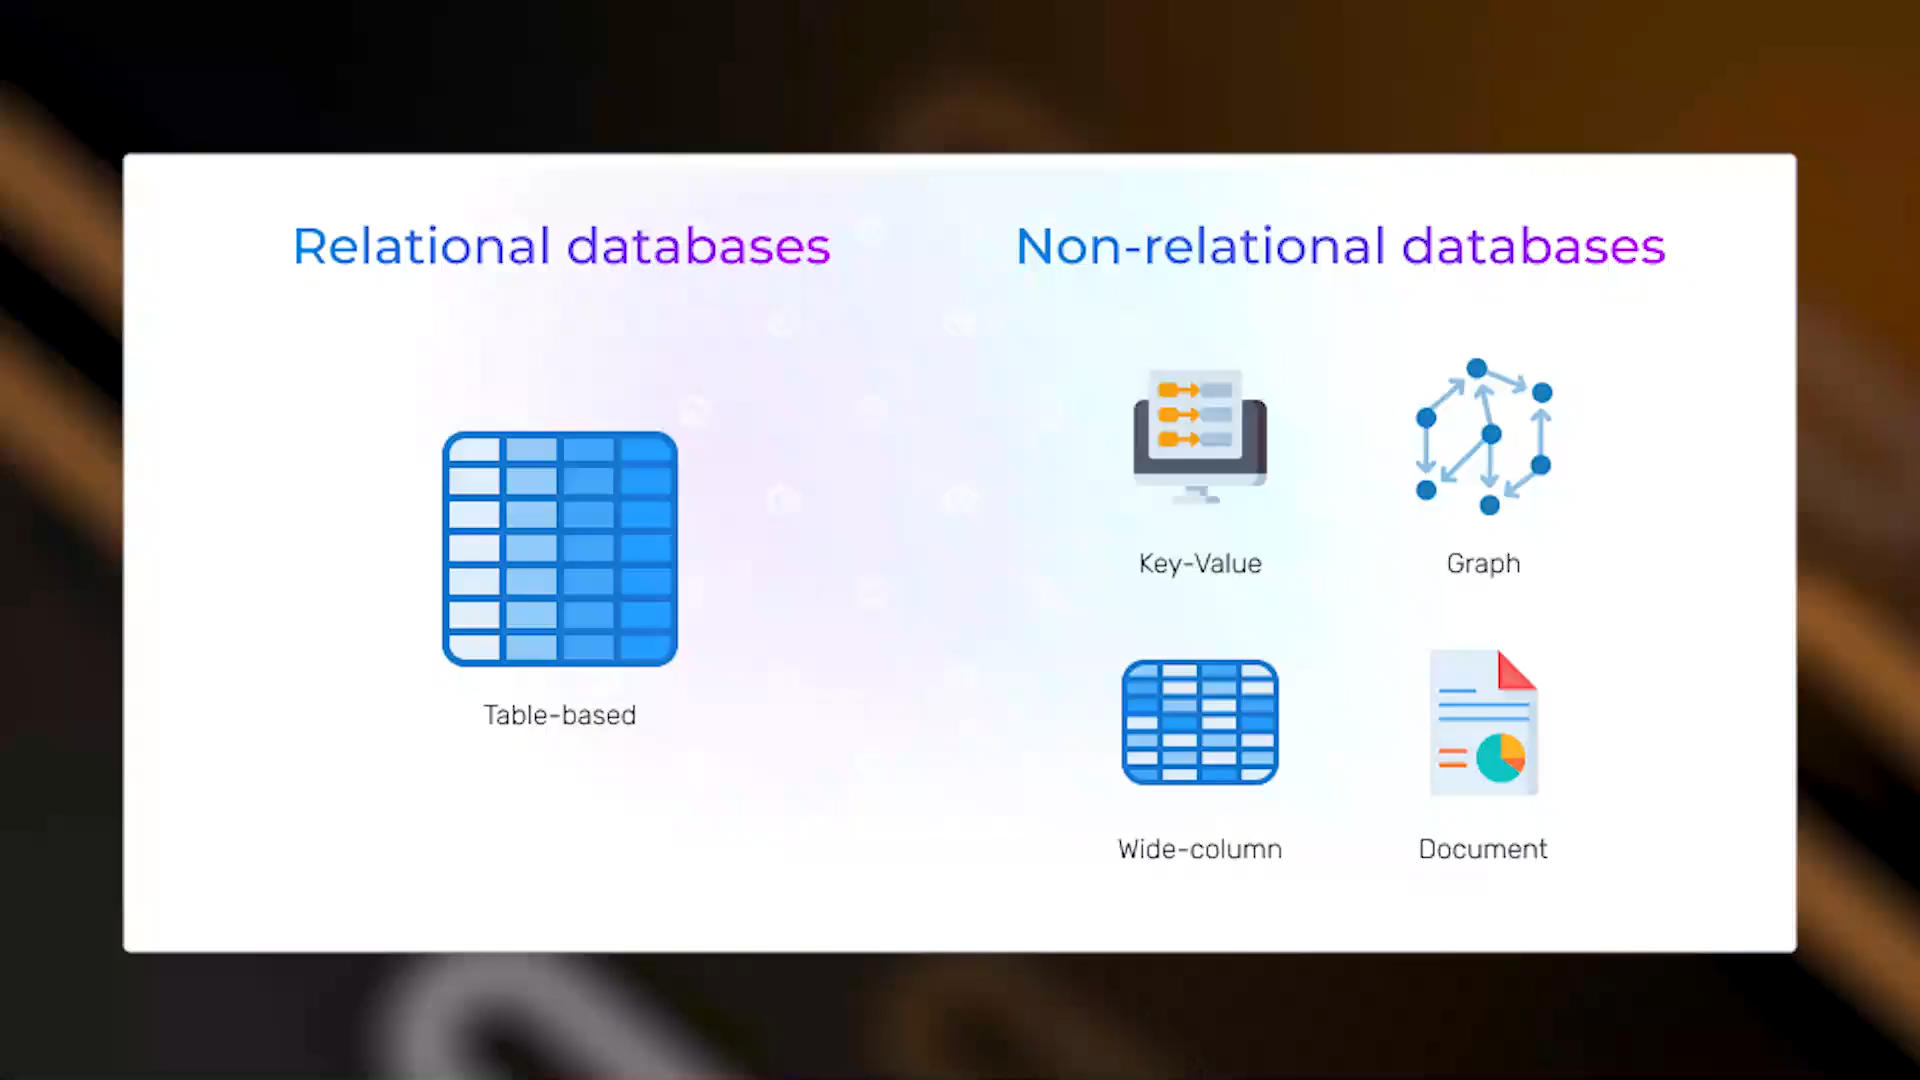 Relational databases
Non-relational databases
Table-based
Key-Value
Graph
Wide-column
Document